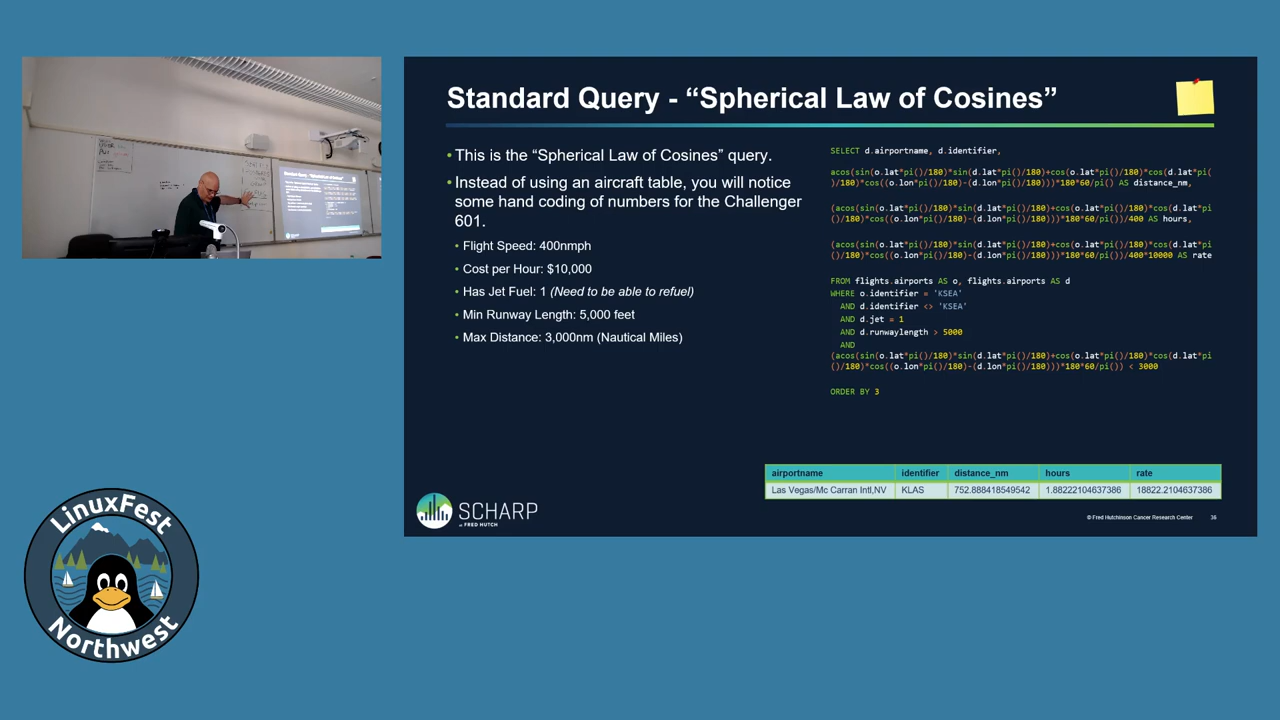 Standard Query - “Spherical Law of Cosines”
• This is the “Spherical Law of Cosines” query.
• Instead of using an aircraft table, you will notice
some hand coding of numbers for the Challenger
601.
• Flight Speed: 400nmph
• Cost per Hour: $10,000
• Has Jet Fuel: 1 (Need to be able to refuel)
• Min Runway Length: 5,000 feet
• Max Distance: 3,000nm (Nautical Miles)
SELECT d.airportname, d.identifier,
acos(sin(o.lat*pi()/180)*sin(d.lat*pi()/180)+cos(o.lat*pi()/180)*cos(d.lat*pi(
)/180)*cos((o.lon*pi()/180)-(d.lon*pi()/180)))*180*60/pi() AS distance_nm,
(acos(sin(o.lat*pi()/180)*sin(d.lat*pi()/180)+cos(o.lat*pi()/180)*cos(d.lat*pi
()/180)*cos((o.lon*pi()/180)-(d.lon*pi()/180)))*180*60/pi())/400 AS hours,
(acos(sin(o.lat*pi()/180)*sin(d.lat*pi()/180)+cos(o.lat*pi()/180)*cos(d.lat*pi
()/180)*cos((o.lon*pi()/180)-(d.lon*pi()/180)))*180*60/pi())/400*10000 AS rate
FROM flights.airports AS o, flights.airports AS d
WHERE o.identifier = 'KSEA'
AND d.identifier <> 'KSEA'
AND d.jet = 1
AND d.runwaylength > 5000
AND
(acos(sin(o.lat*pi()/180)*sin(d.lat*pi()/180)+cos(o.lat*pi()/180)*cos(d.lat*pi
()/180)*cos((o.lon*pi()/180)-(d.lon*pi()/180)))*180*60/pi()) < 3000
ORDER BY 3
airportname identifier distance_nm hours rate
Las Vegas/Mc Carran Intl,NV KLAS 752.888418549542 1.88222104637386 18822.2104637386
SCHARP
at FRED HUTCH
© Fred Hutchinson Cancer Research Center 36
LinuxFest
Northwest